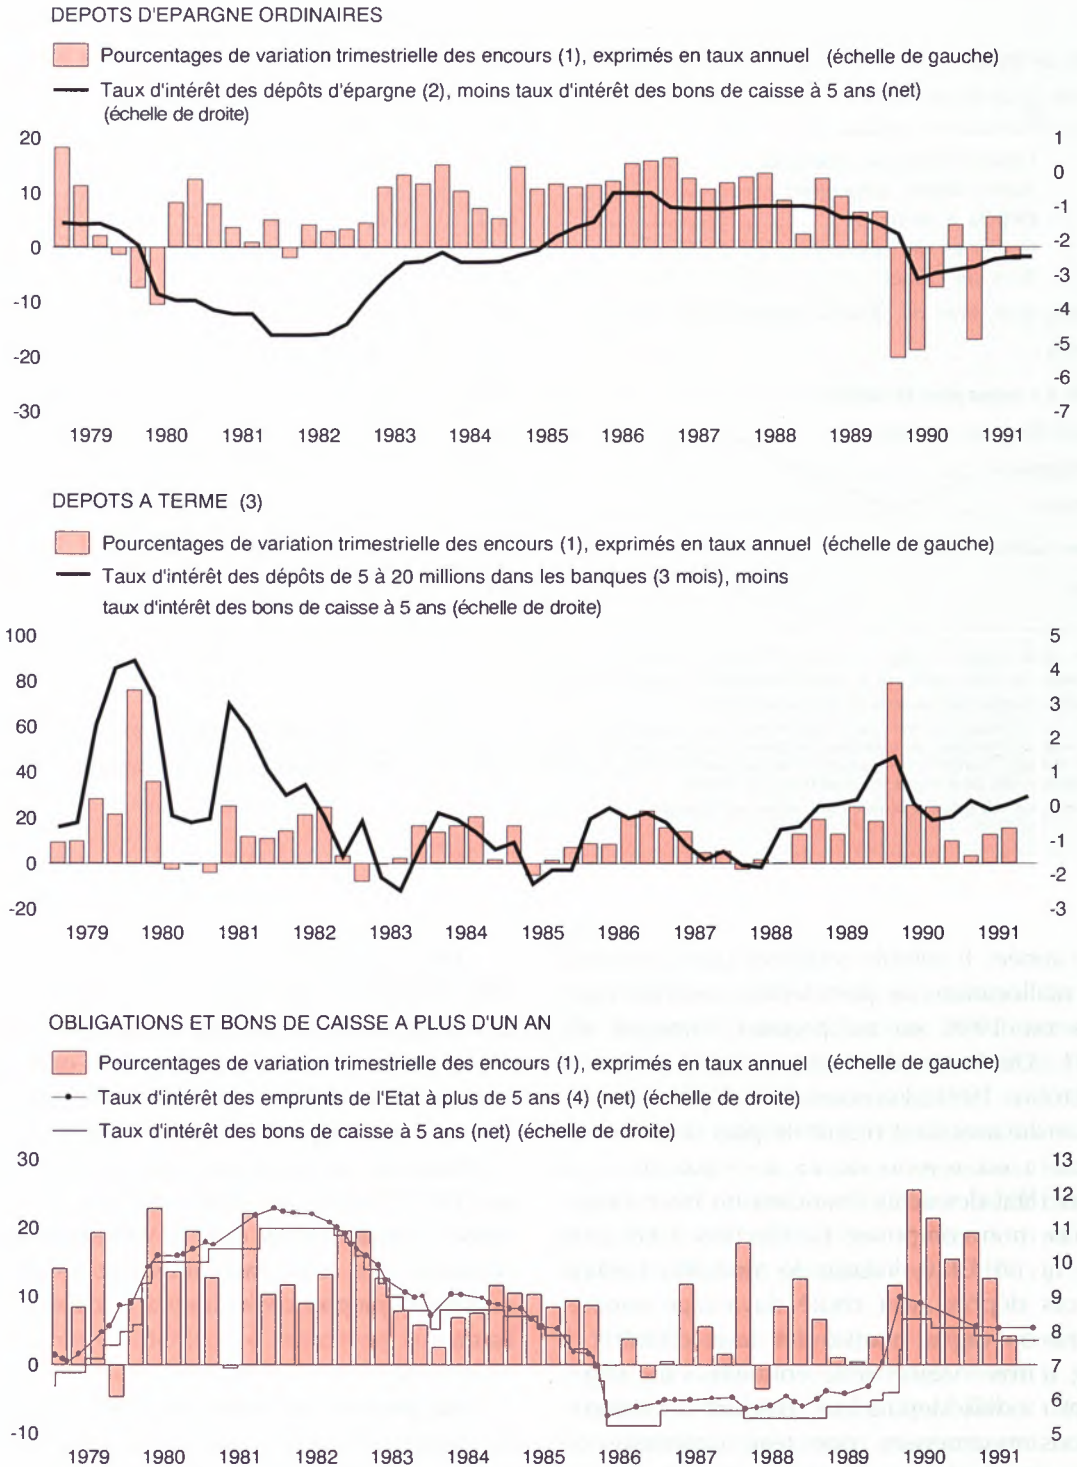 DEPOTS D'EPARGNE ORDINAIRES
Pourcentages de variation trimestrielle des encours (1), exprimés en taux annuel (échelle de gauche)
Taux d'intérêt des dépôts d'épargne (2), moins taux d'intérêt des bons de caisse à 5 ans (net)
(échelle de droite)
20 1
0
10 -1
0 -2
-3
-10 -4
-20 -5
-6
-30 -7
1979 1980 1981 1982 1983 1984 1985 1986 1987 1988 1989 1990 1991
DEPOTS A TERME (3)
Pourcentages de variation trimestrielle des encours (1), exprimés en taux annuel (échelle de gauche)
Taux d'intérêt des dépôts de 5 à 20 millions dans les banques (3 mois), moins
taux d'intérêt des bons de caisse à 5 ans (échelle de droite)
100 5
80 4
60 3
2
40 1
20 0
-1
0 -2
-20 -3
1979 1980 1981 1982 1983 1984 1985 1986 1987 1988 1989 1990 1991
OBLIGATIONS ET BONS DE CAISSE A PLUS D'UN AN
Pourcentages de variation trimestrielle des encours (1), exprimés en taux annuel (échelle de gauche)
Taux d'intérêt des emprunts de l'Etat à plus de 5 ans (4) (net) (échelle de droite)
Taux d'intérêt des bons de caisse à 5 ans (net) (échelle de droite)
30 13
12
20 11
10
10 9
8
0 7
6
-10 5
1979 1980 1981 1982 1983 1984 1985 1986 1987 1988 1989 1990 1991